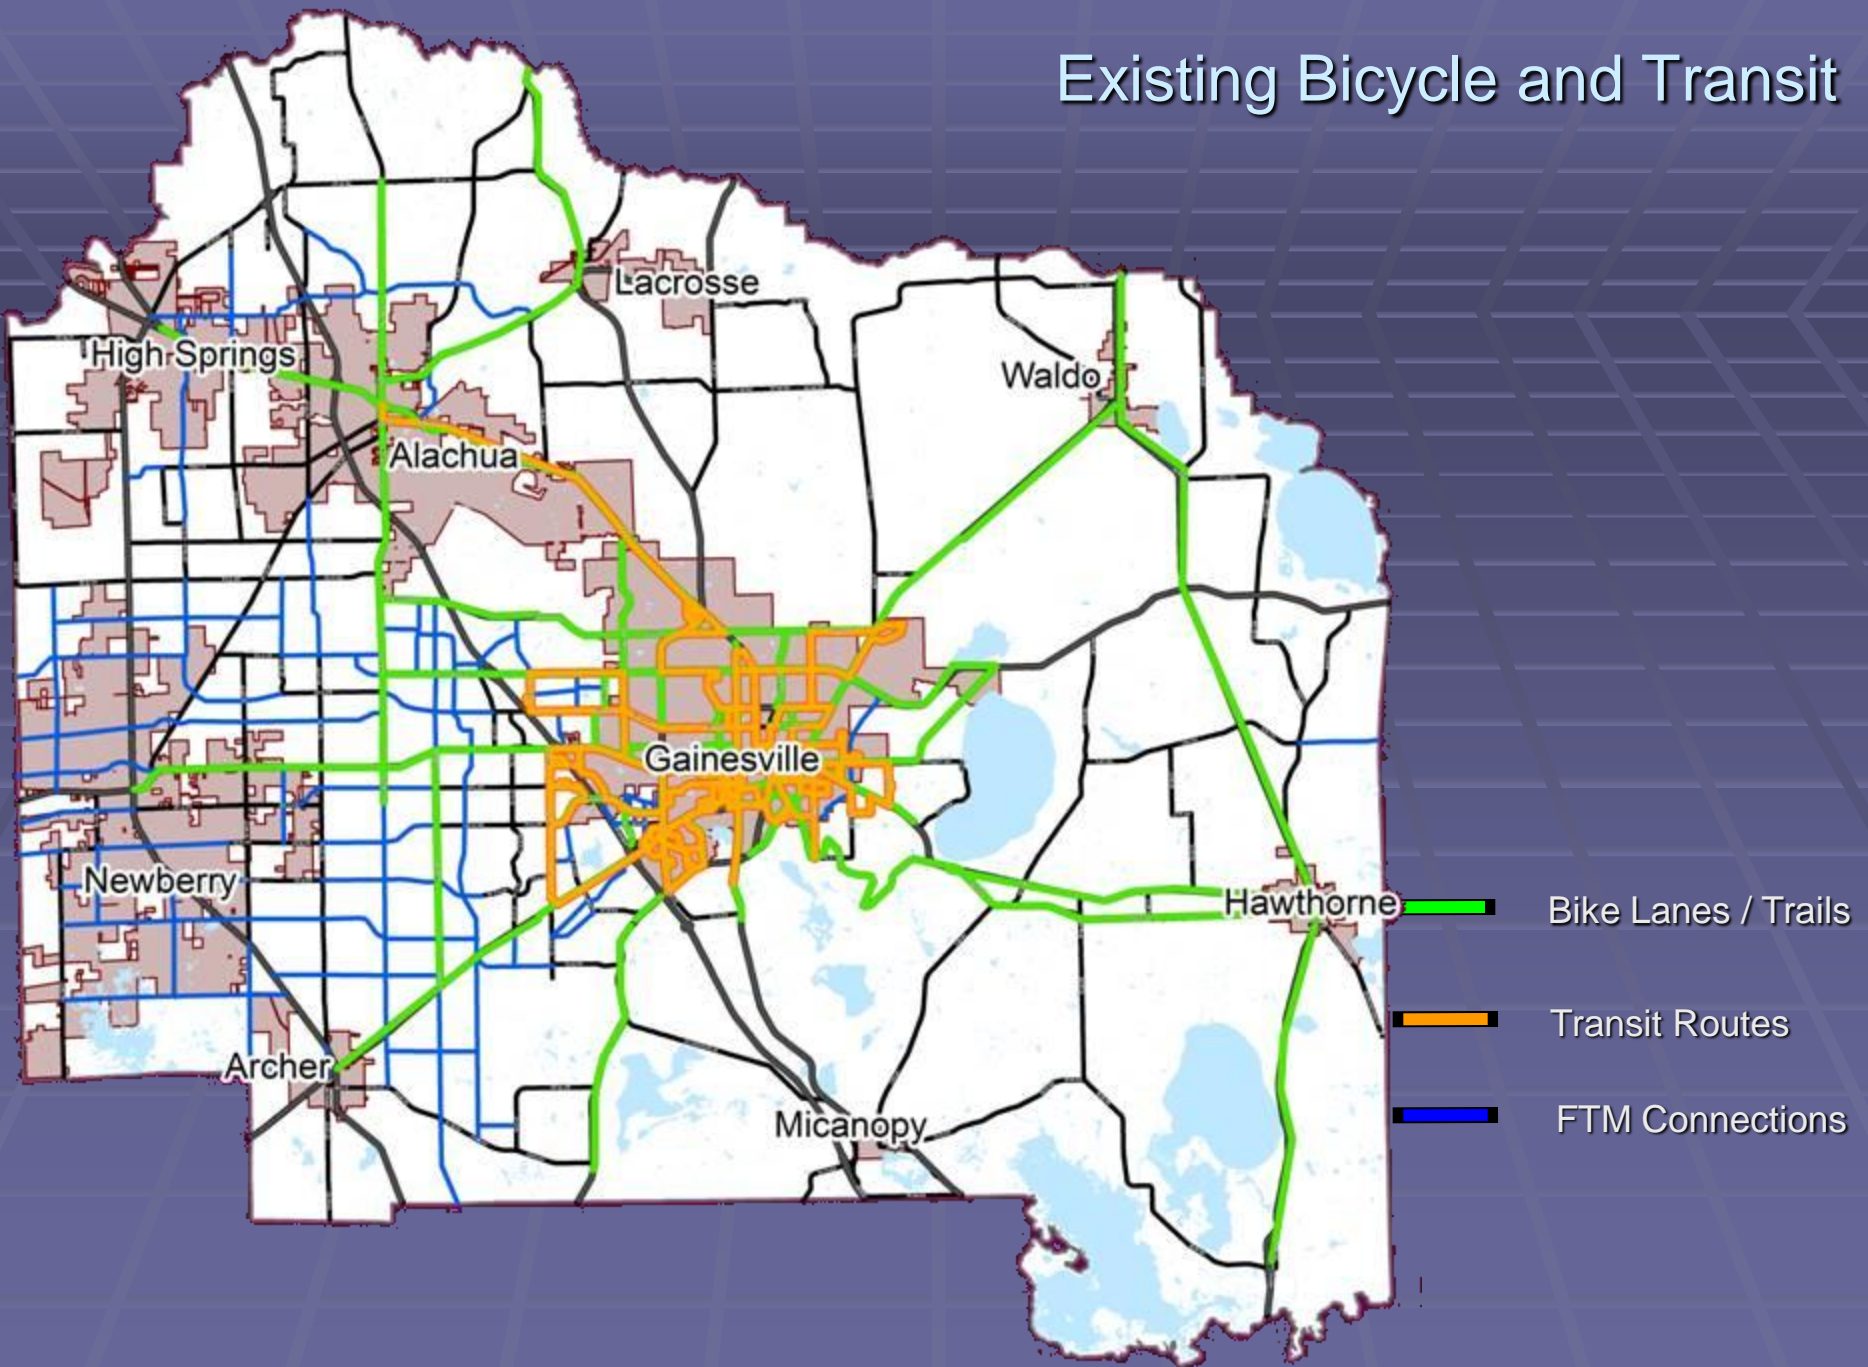 Existing Bicycle and Transit
Lacrosse
High Springs
Waldo
Alachua
Gainesville
Newberry
Hawthorne
Bike Lanes / Trails
Transit Routes
Archer
Micanopy
FTM Connections